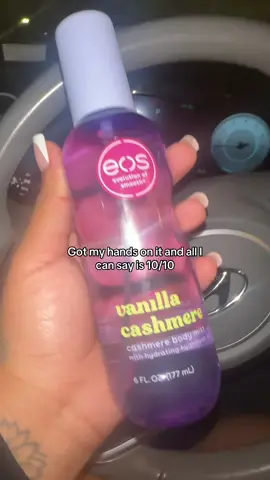 eos
evolution of
smooth
Got my hands on it and all I
can say is 10/10
vanilla
cashmere
cashmere body mist
with hydrating
6 FL. OZ (177 mL)